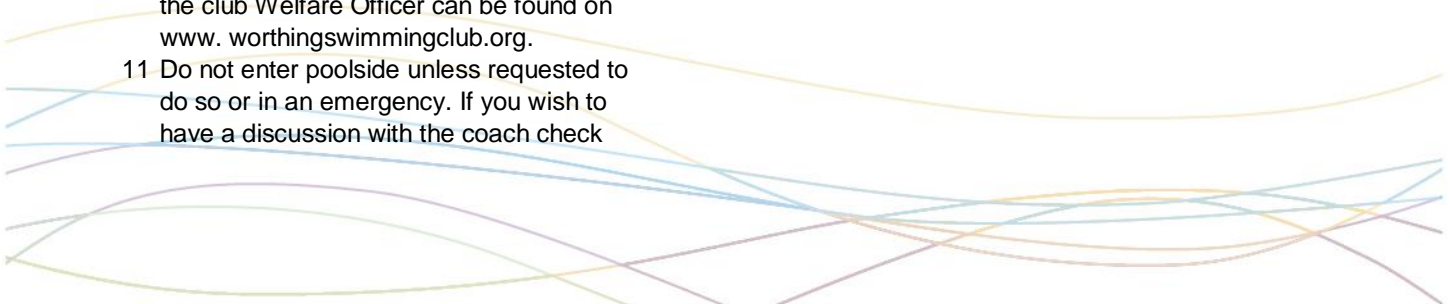 the club Welfare Officer can be found on
www. worthingswimmingclub.org.
11 Do not enter poolside unless requested to
do so or in an emergency. If you wish to
have a discussion with the coach check